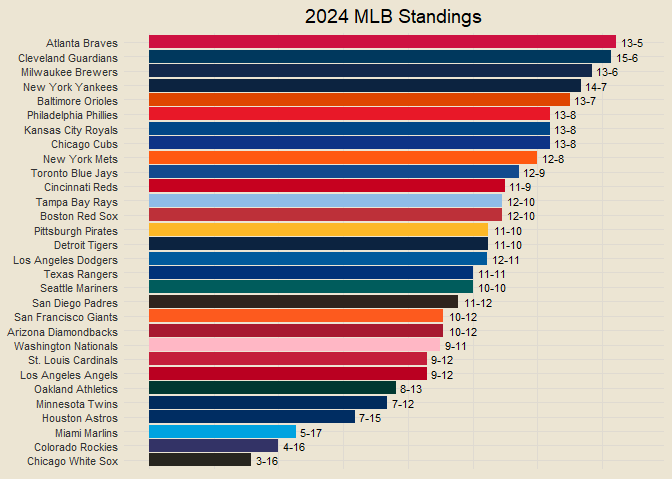 2024 MLB Standings
Atlanta Braves 13-5
Cleveland Guardians 15-6
Milwaukee Brewers 13-6
New York Yankees 14-7
Baltimore Orioles 13-7
Philadelphia Phillies 13-8
Kansas City Royals 13-8
Chicago Cubs 13-8
New York Mets 12-8
Toronto Blue Jays 12-9
Cincinnati Reds 11-9
Tampa Bay Rays 12-10
Boston Red Sox 12-10
Pittsburgh Pirates 11-10
Detroit Tigers 11-10
Los Angeles Dodgers 12-11
Texas Rangers 11-11
Seattle Mariners 10-10
San Diego Padres 11-12
San Francisco Giants 10-12
Arizona Diamondbacks 10-12
Washington Nationals 9-11
St. Louis Cardinals 9-12
Los Angeles Angels 9-12
Oakland Athletics 8-13
Minnesota Twins 7-12
Houston Astros 7-15
Miami Marlins 5-17
Colorado Rockies 4-16
Chicago White Sox 3-16